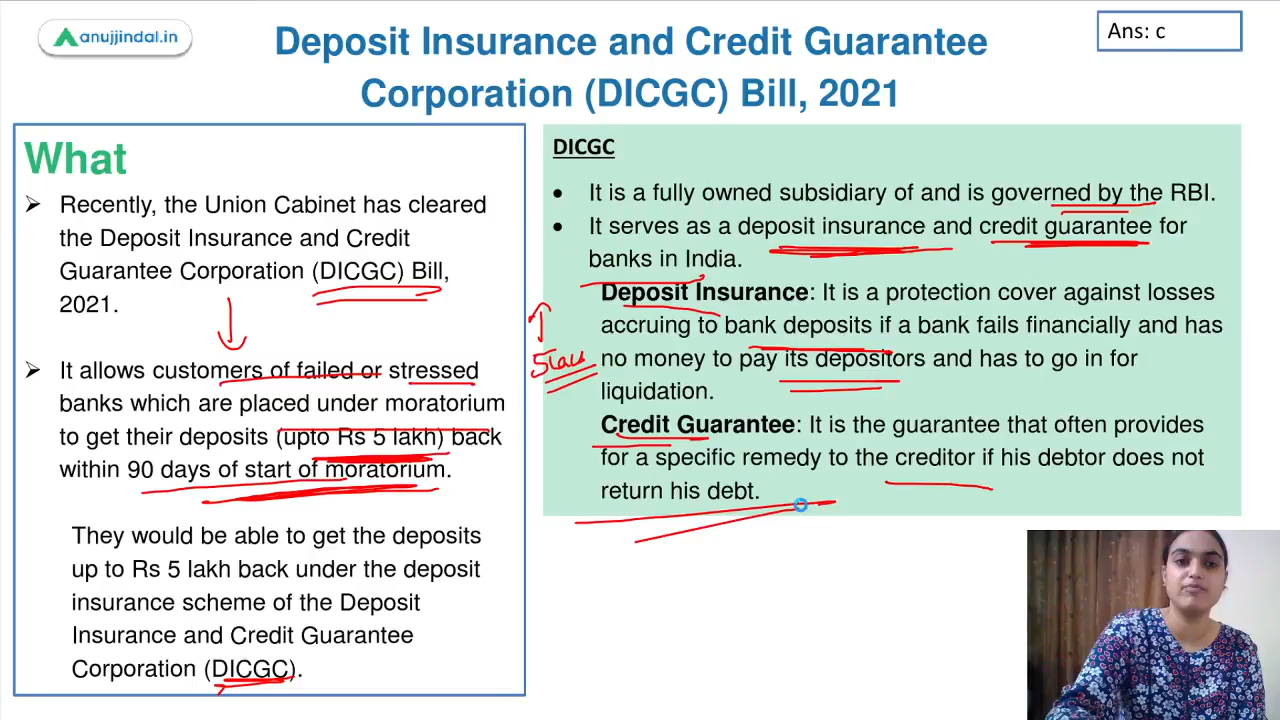 anujjindal.in
Deposit Insurance and Credit Guarantee
Corporation (DICGC) Bill, 2021
Ans: c
What
➢ Recently, the Union Cabinet has cleared
the Deposit Insurance and Credit
Guarantee Corporation (DICGC) Bill,
2021.
➢ It allows customers of failed or stressed
banks which are placed under moratorium
to get their deposits (upto Rs 5 lakh) back
within 90 days of start of moratorium.
They would be able to get the deposits
up to Rs 5 lakh back under the deposit
insurance scheme of the Deposit
Insurance and Credit Guarantee
Corporation (DICGC).
DICGC
• It is a fully owned subsidiary of and is governed by the RBI.
• It serves as a deposit insurance and credit guarantee for
banks in India.
Deposit Insurance: It is a protection cover against losses
accruing to bank deposits if a bank fails financially and has
no money to pay its depositors and has to go in for
liquidation.
Credit Guarantee: It is the guarantee that often provides
for a specific remedy to the creditor if his debtor does not
return his debt.
5